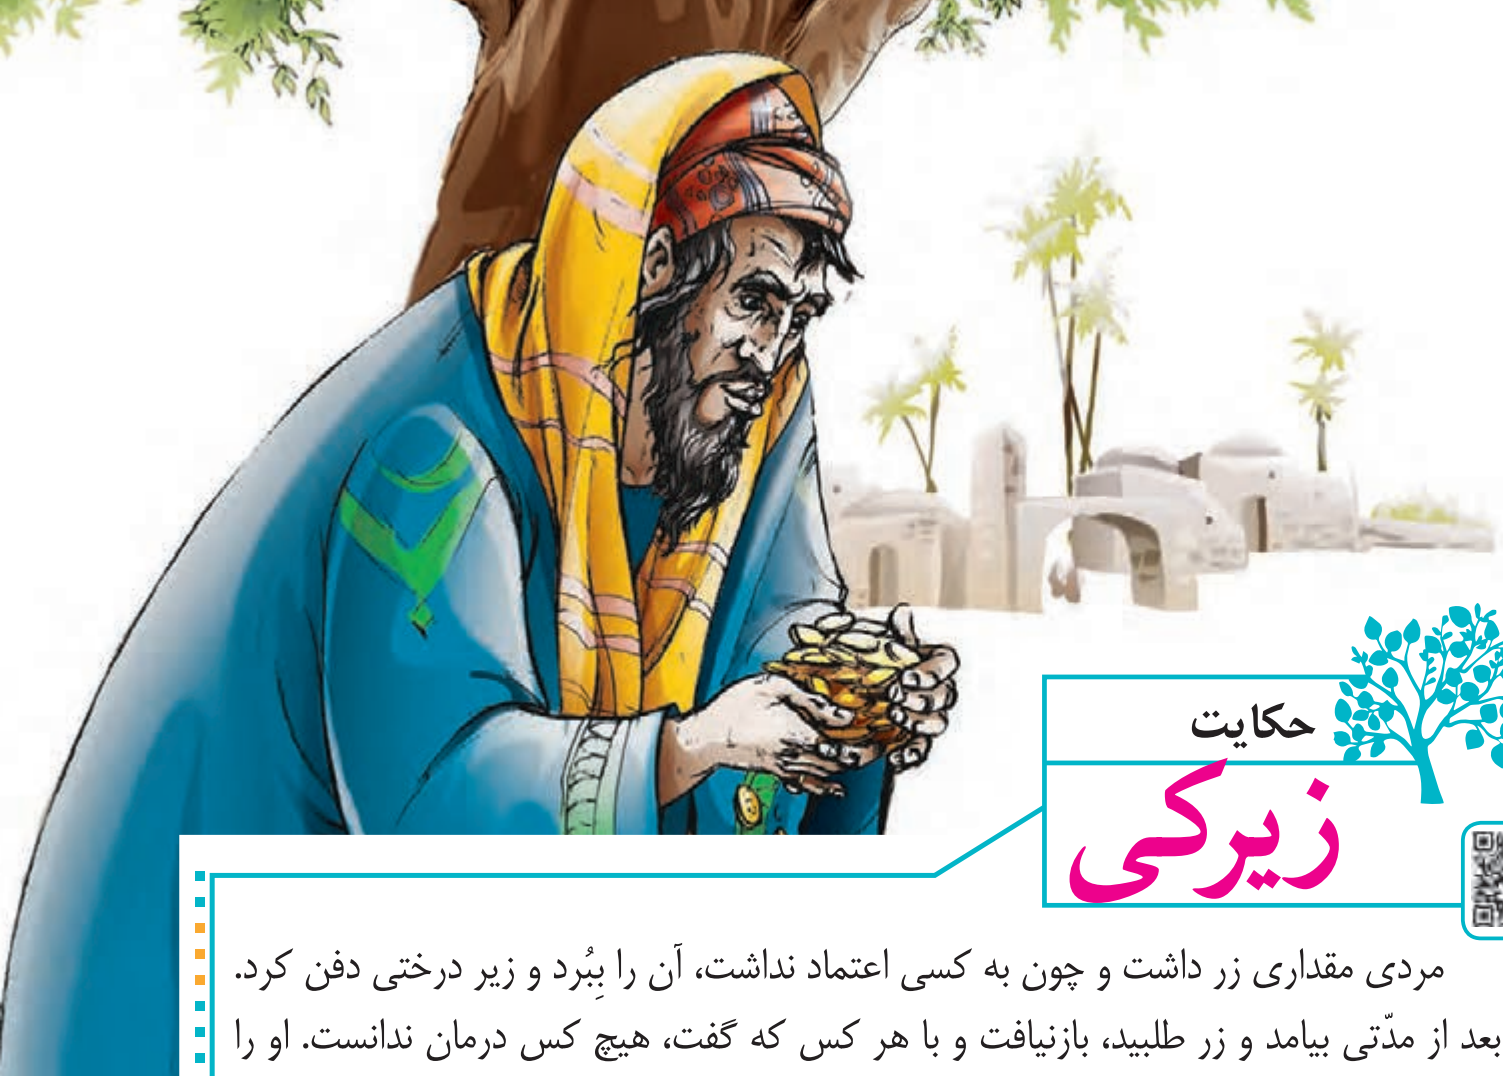 حکایت
زیرکی
مردی مقداری زر داشت و چون به کسی اعتماد نداشت، آن را بِبُرد و زیر درختی دفن کرد.
بعد از مدّتی بیامد و زر طلبید، بازنیافت و با هر کس که گفت، هیچ کس درمان ندانست. او را